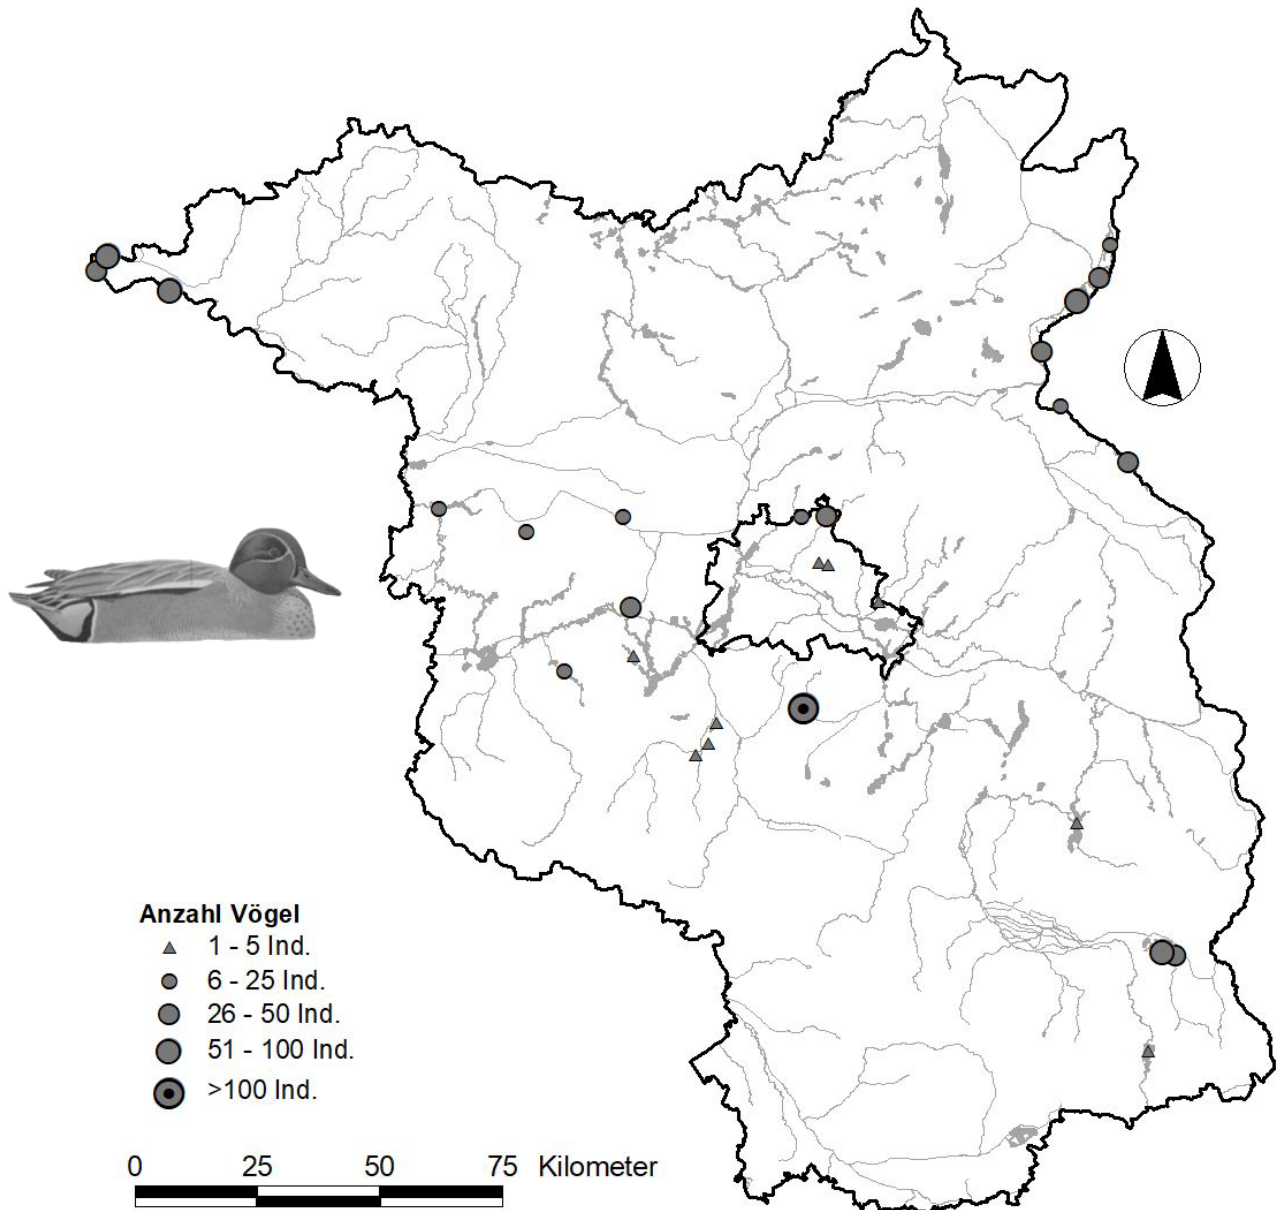 Anzahl Vögel
1 - 5 Ind.
6 - 25 Ind.
26 - 50 Ind.
51 - 100 Ind.
>100 Ind.
0 25 50 75 Kilometer